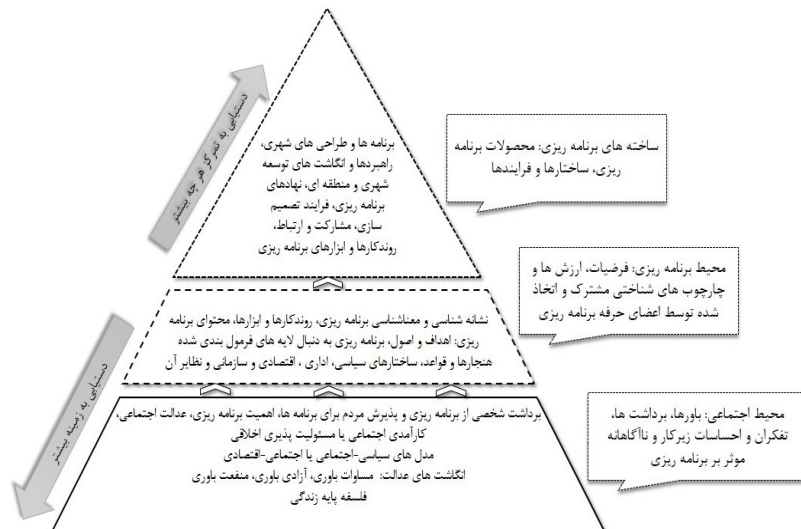 دستیابی به تمرکز هر چه بیشتر
برنامه ها و طراحی های شهری،
راهبردها و انگاشت های توسعه
شهری و منطقه ای، نهادهای
برنامه ریزی، فرایند تصمیم
سازی، مشارکت و ارتباط،
روندکارها و ابزارهای برنامه ریزی
ساخته های برنامه ریزی: محصولات برنامه
ریزی، ساختارها و فرایندها
نشانه شناسی و معناشناسی برنامه ریزی، روندکارها و ابزارها، محتوای برنامه
ریزی: اهداف و اصول، برنامه ریزی به دنبال لایه های فرمول بندی شده
هنجارها و قواعد، ساختارهای سیاسی، اداری ، اقتصادی و سازمانی و نظایر آن
محیط برنامه ریزی: فرضیات، ارزش ها و
چارچوب های شناختی مشترک و اتخاذ
شده توسط اعضای حرفه برنامه ریزی
دستیابی به زمینه بیشتر
برداشت شخصی از برنامه ریزی و پذیرش مردم برای برنامه ها، اهمیت برنامه ریزی، عدالت اجتماعی،
کارآمدی اجتماعی یا مسئولیت پذیری اخلاقی
مدل های سیاسی-اجتماعی یا اجتماعی-اقتصادی
انگاشت های عدالت: مساوات باوری، آزادی باوری، منفعت باوری
فلسفه پایه زندگی
محیط اجتماعی: باورها، برداشت ها،
تفکران و احساسات زیرکار و ناآگاهانه
موثر بر برنامه ریزی